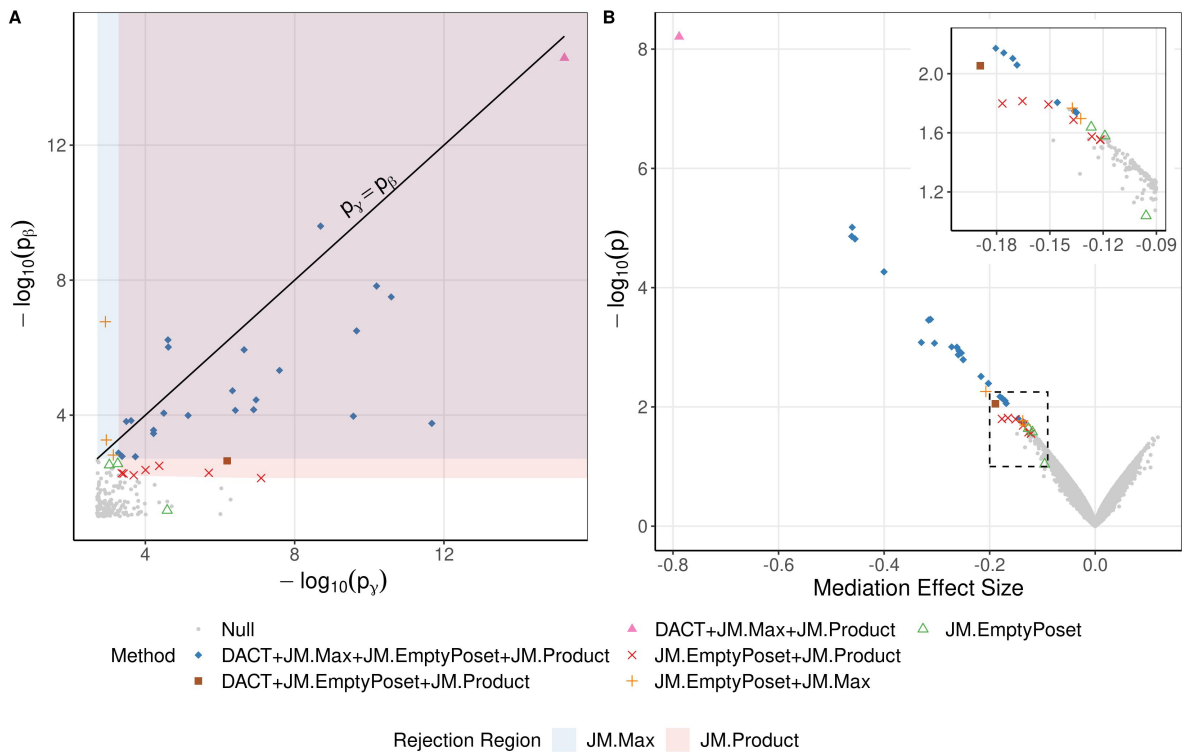 A
B
− log10(pβ)
12
8
4
pγ = pβ
4
8
12
− log10(pγ)
− log10(p)
8
6
4
2
0
2.0
1.6
1.2
-0.18
-0.15
-0.12
-0.09
-0.8
-0.6
-0.4
-0.2
0.0
Mediation Effect Size
Method
Null
DACT+JM.Max+JM.EmptyPoset+JM.Product
DACT+JM.EmptyPoset+JM.Product
DACT+JM.Max+JM.Product
JM.EmptyPoset+JM.Product
JM.EmptyPoset+JM.Max
JM.EmptyPoset
Rejection Region
JM.Max
JM.Product